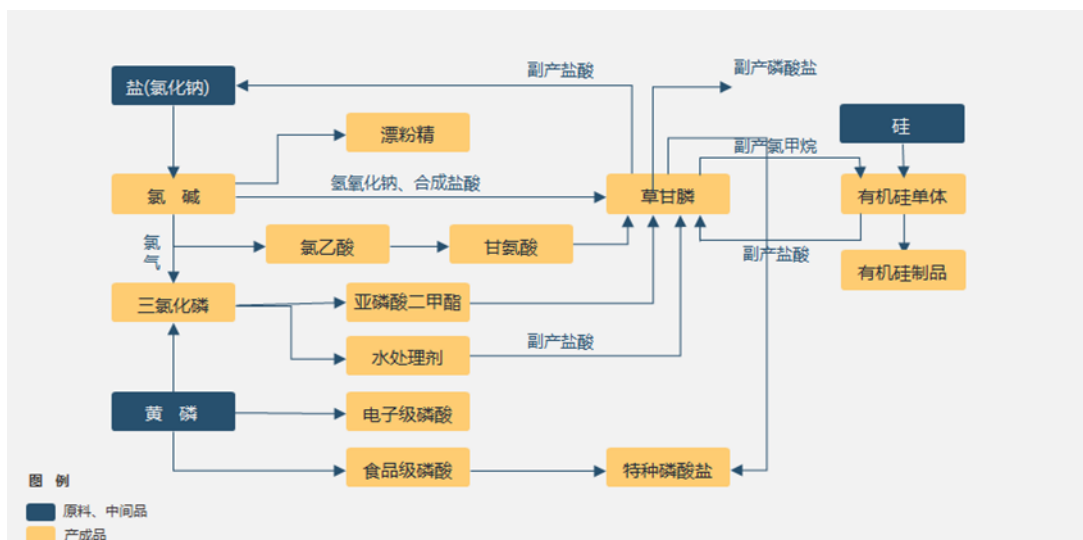 副产盐酸
副产磷酸盐
盐(氯化钠)
硅
漂粉精
副产氯甲烷
氢氧化钠、合成盐酸
氯 碱
草甘膦
有机硅单体
氯
气
氯乙酸
甘氨酸
副产盐酸
有机硅制品
三氯化磷
亚磷酸二甲酯
副产盐酸
水处理剂
黄 磷
电子级磷酸
食品级磷酸
特种磷酸盐
图 例
原料、中间品
产成品